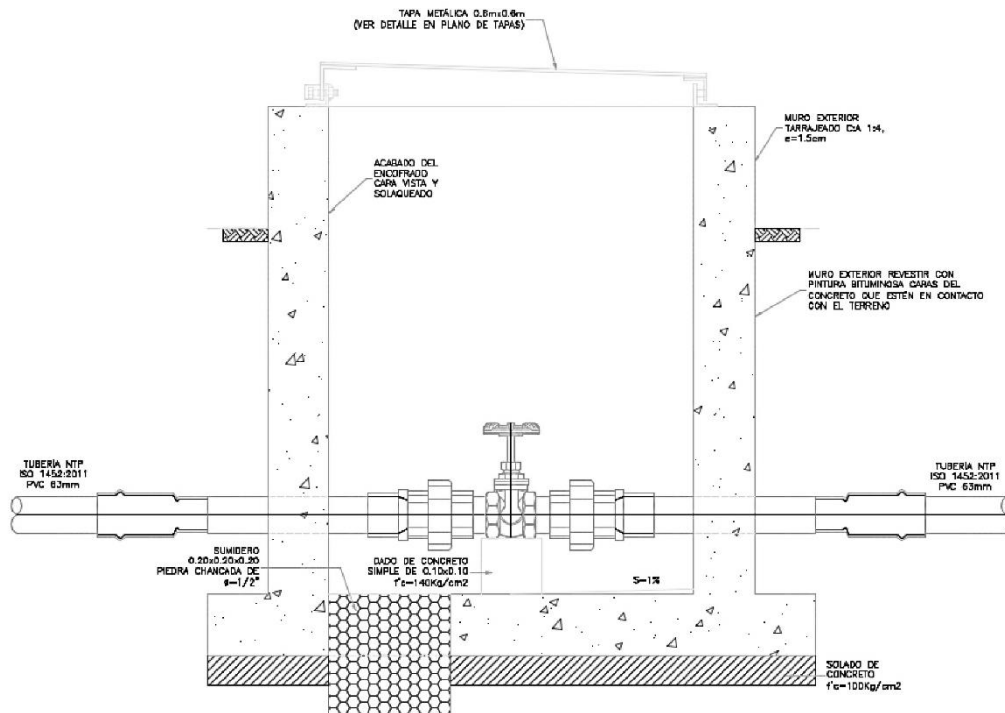 TAPA METÁLICA 0.6mx0.6m
(VER DETALLE EN PLANO DE TAPAS)
MURO EXTERIOR
TARRAJEADO C:A 1:4,
e=1.5cm
ACABADO DEL
ENCOFRADO
CARA VISTA Y
SOLAQUEADO
MURO EXTERIOR REVESTIR CON
PINTURA BITUMINOSA CARAS DEL
CONCRETO QUE ESTÉN EN CONTACTO
CON EL TERRENO
TUBERÍA NTP
ISO 1452:2011
PVC 63mm
TUBERÍA NTP
ISO 1452:2011
PVC 63mm
SUMIDERO
0.20x0.20x0.20
PIEDRA CHANCADA DE
ø=1/2"
DADO DE CONCRETO
SIMPLE DE 0.10x0.10
f'c=140Kg/cm2
S=1%
SOLADO DE
CONCRETO
f'c=100Kg/cm2